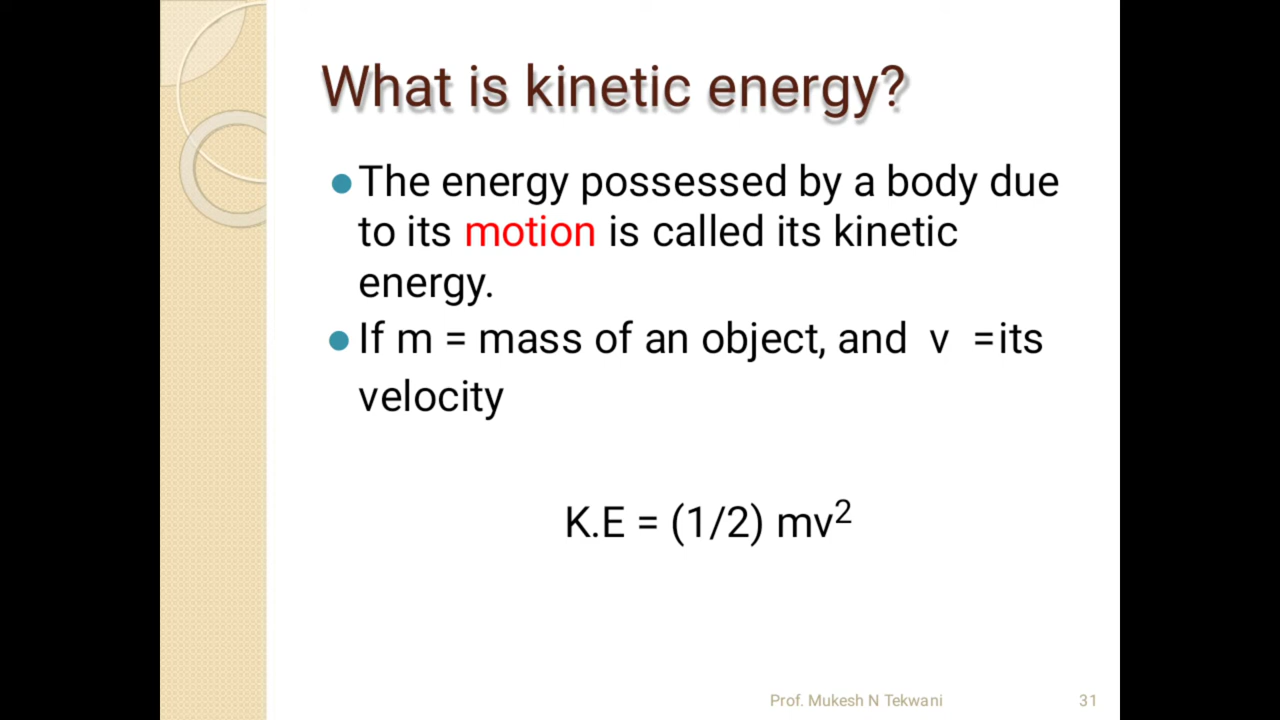 What is kinetic energy?
●The energy possessed by a body due
to its motion is called its kinetic
energy.
●If m = mass of an object, and v =its
velocity
K.E = (1/2) mv²
Prof. Mukesh N Tekwani 31